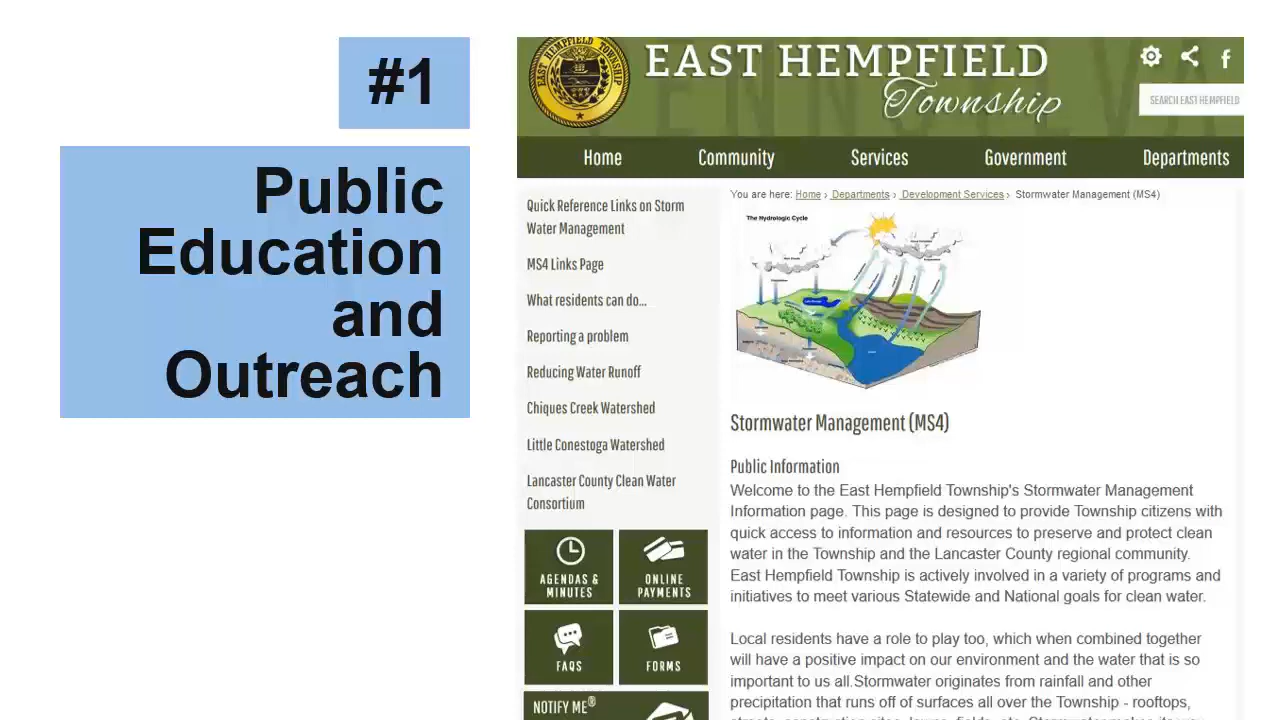 #1
Public
Education
and
Outreach
EAST HEMPFIELD TOWNSHIP
EAST HEMPFIELD
Township
SEARCH EAST HEMPFIELD
Home Community Services Government Departments
Quick Reference Links on Storm
Water Management
MS4 Links Page
What residents can do...
Reporting a problem
Reducing Water Runoff
Chiques Creek Watershed
Little Conestoga Watershed
Lancaster County Clean Water
Consortium
AGENDAS &
MINUTES
ONLINE
PAYMENTS
FAQS
FORMS
NOTIFY ME®
You are here: Home › Departments › Development Services › Stormwater Management (MS4)
The Hydrologic Cycle
Stormwater Management (MS4)
Public Information
Welcome to the East Hempfield Township's Stormwater Management
Information page. This page is designed to provide Township citizens with
quick access to information and resources to preserve and protect clean
water in the Township and the Lancaster County regional community.
East Hempfield Township is actively involved in a variety of programs and
initiatives to meet various Statewide and National goals for clean water.
Local residents have a role to play too, which when combined together
will have a positive impact on our environment and the water that is so
important to us all.Stormwater originates from rainfall and other
precipitation that runs off of surfaces all over the Township - rooftops,